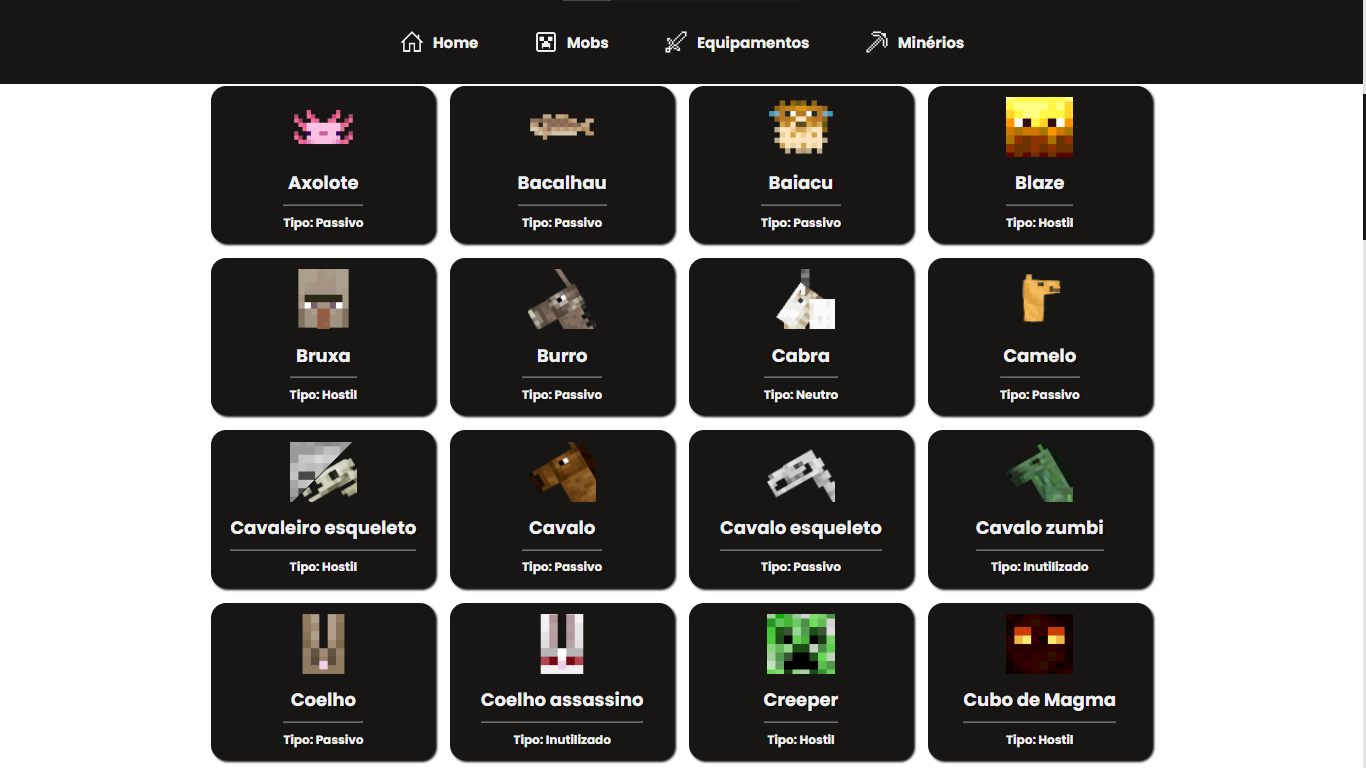 Home
Mobs
Equipamentos
Minérios
Axolote
Tipo: Passivo
Bacalhau
Tipo: Passivo
Baiacu
Tipo: Passivo
Blaze
Tipo: Hostil
Bruxa
Tipo: Hostil
Burro
Tipo: Passivo
Cabra
Tipo: Neutro
Camelo
Tipo: Passivo
Cavaleiro esqueleto
Tipo: Hostil
Cavalo
Tipo: Passivo
Cavalo esqueleto
Tipo: Passivo
Cavalo zumbi
Tipo: Inutilizado
Coelho
Tipo: Passivo
Coelho assassino
Tipo: Inutilizado
Creeper
Tipo: Hostil
Cubo de Magma
Tipo: Hostil